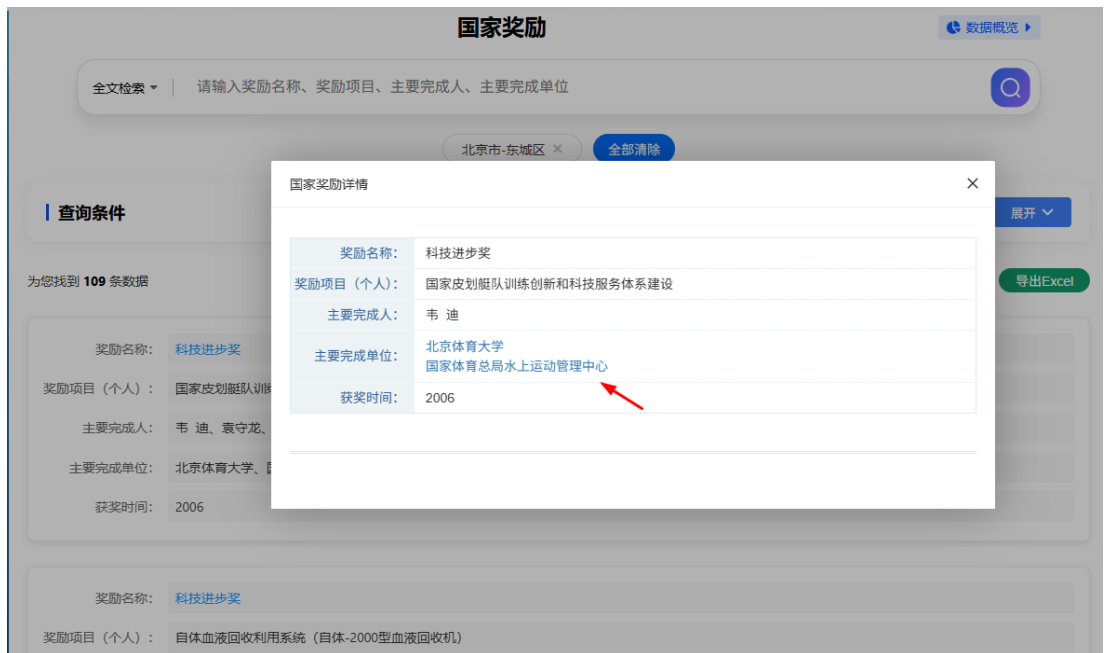 国家奖励
数据概览
全文检索
请输入奖励名称、奖励项目、主要完成人、主要完成单位
北京市-东城区 ×
全部清除
国家奖励详情
查询条件
展开
奖励名称： 科技进步奖
奖励项目（个人）： 国家皮划艇队训练创新和科技服务体系建设
主要完成人： 韦 迪
主要完成单位： 北京体育大学
国家体育总局水上运动管理中心
获奖时间： 2006
为您找到 109 条数据
导出Excel
奖励名称： 科技进步奖
奖励项目（个人）： 国家皮划艇队训
主要完成人： 韦 迪、袁守龙、
主要完成单位： 北京体育大学、
获奖时间： 2006
奖励名称： 科技进步奖
奖励项目（个人）： 自体血液回收利用系统（自体-2000型血液回收机）